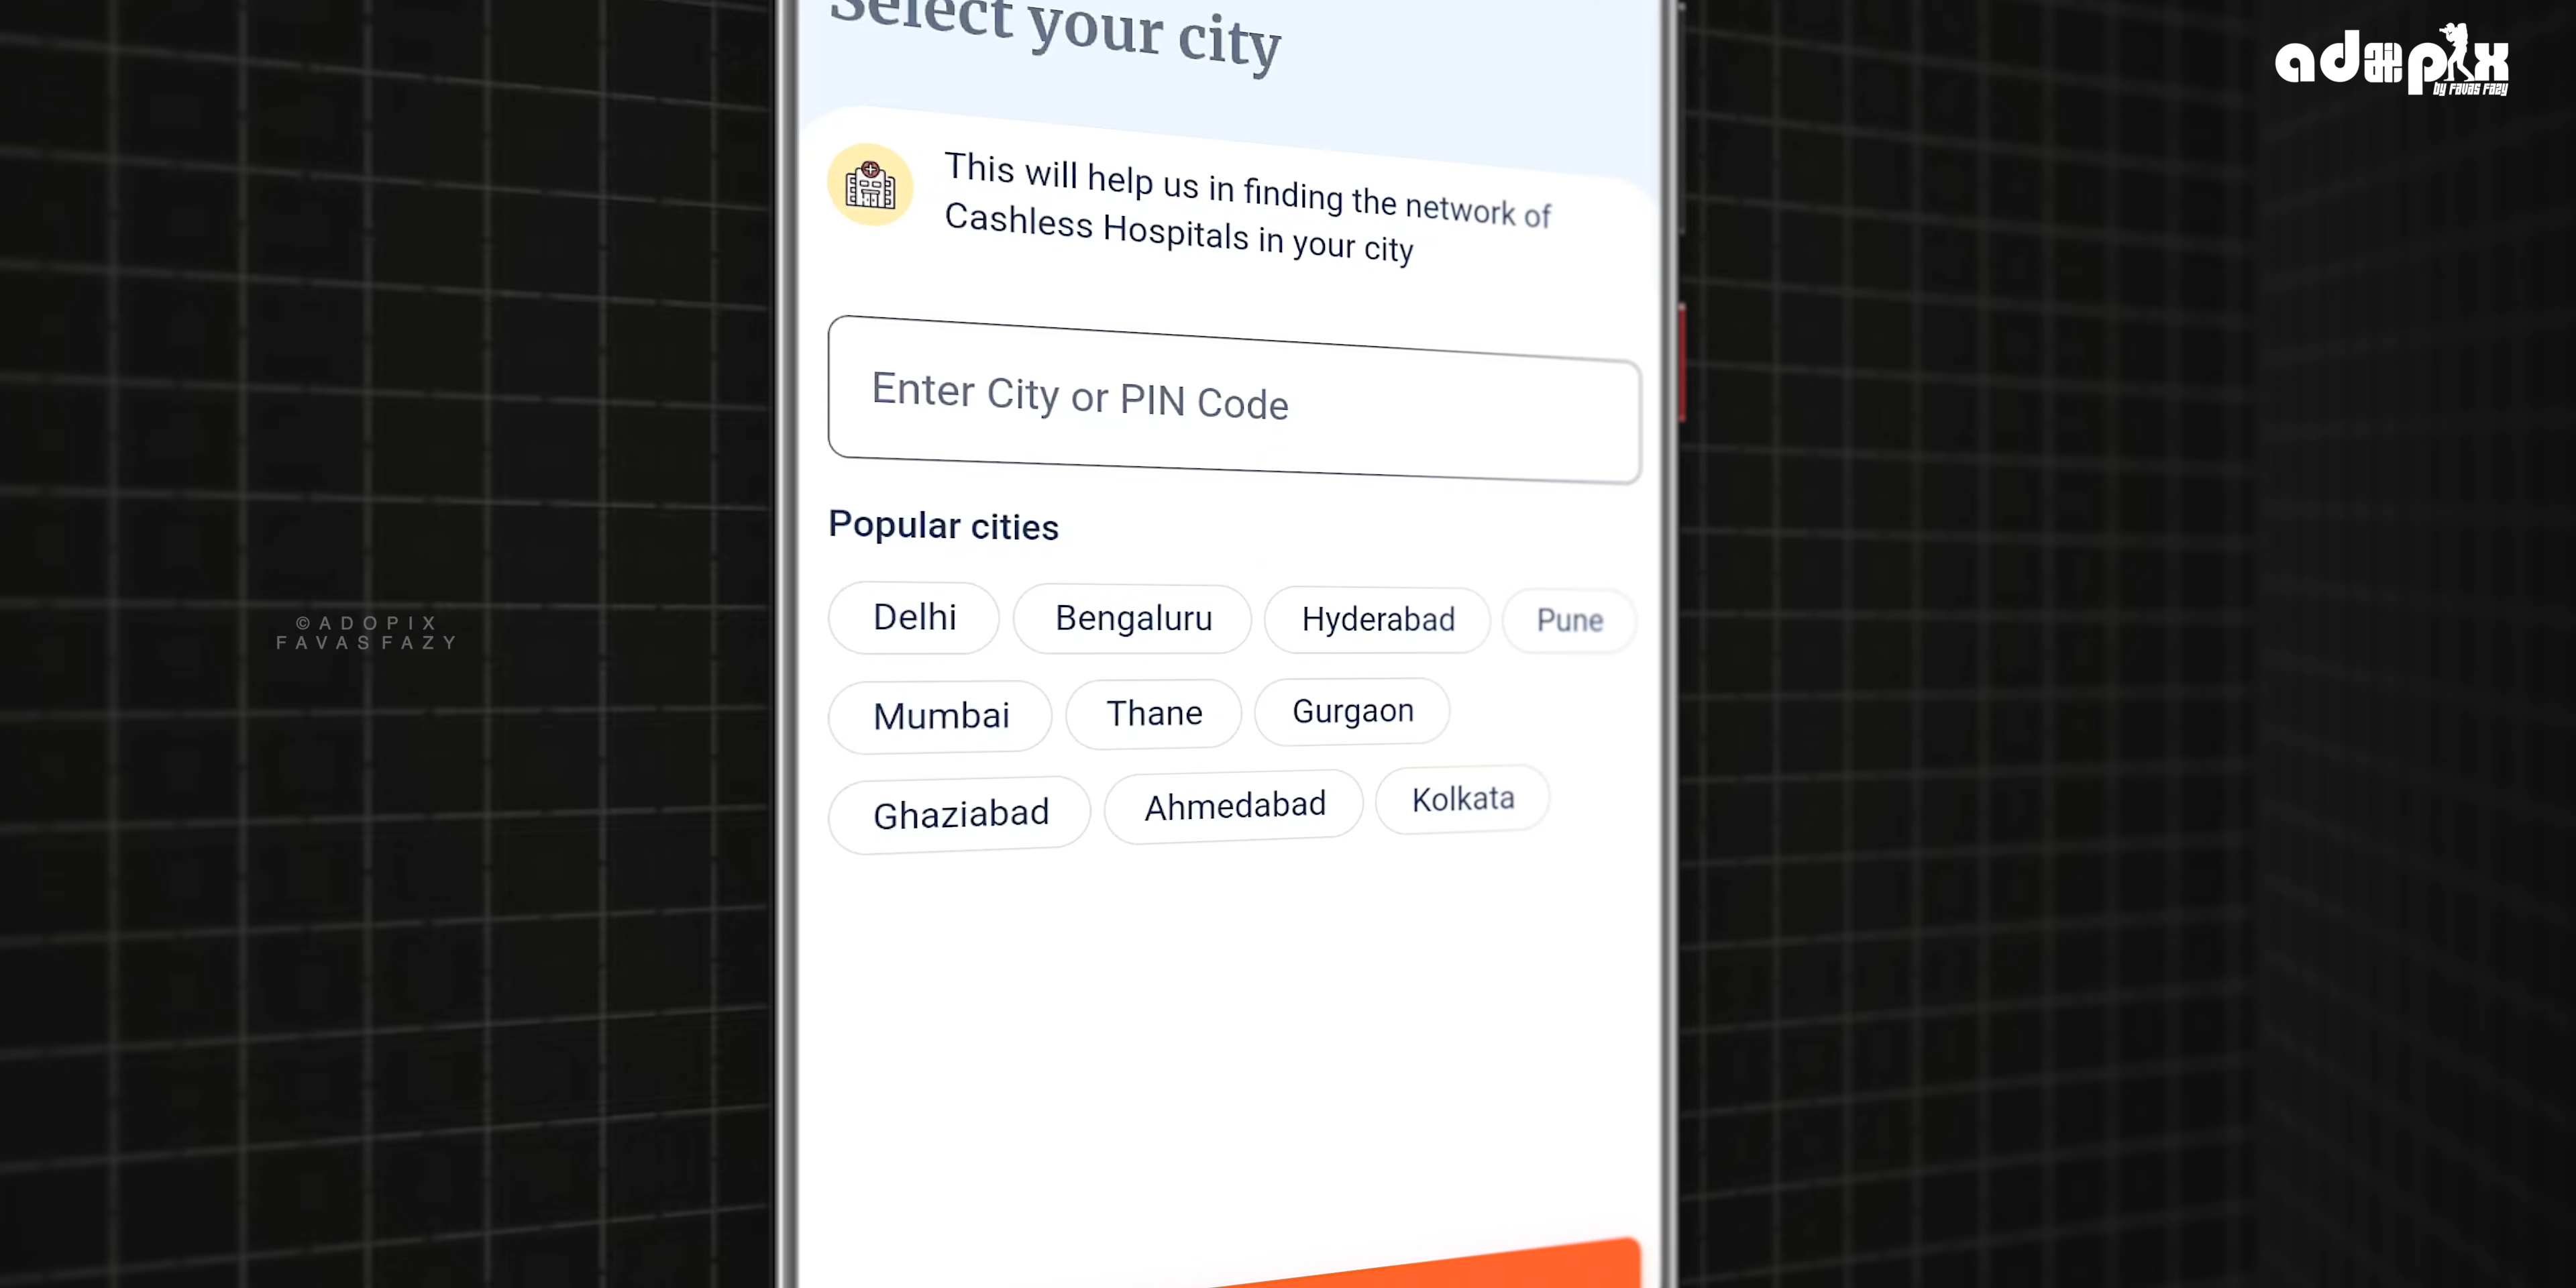 Select your city
adopix
by FAVAS FAZY
This will help us in finding the network of
Cashless Hospitals in your city
Enter City or PIN Code
Popular cities
Delhi
Bengaluru
Hyderabad
Pune
©ADOPIX
FAVASFAZY
Mumbai
Thane
Gurgaon
Ghaziabad
Ahmedabad
Kolkata